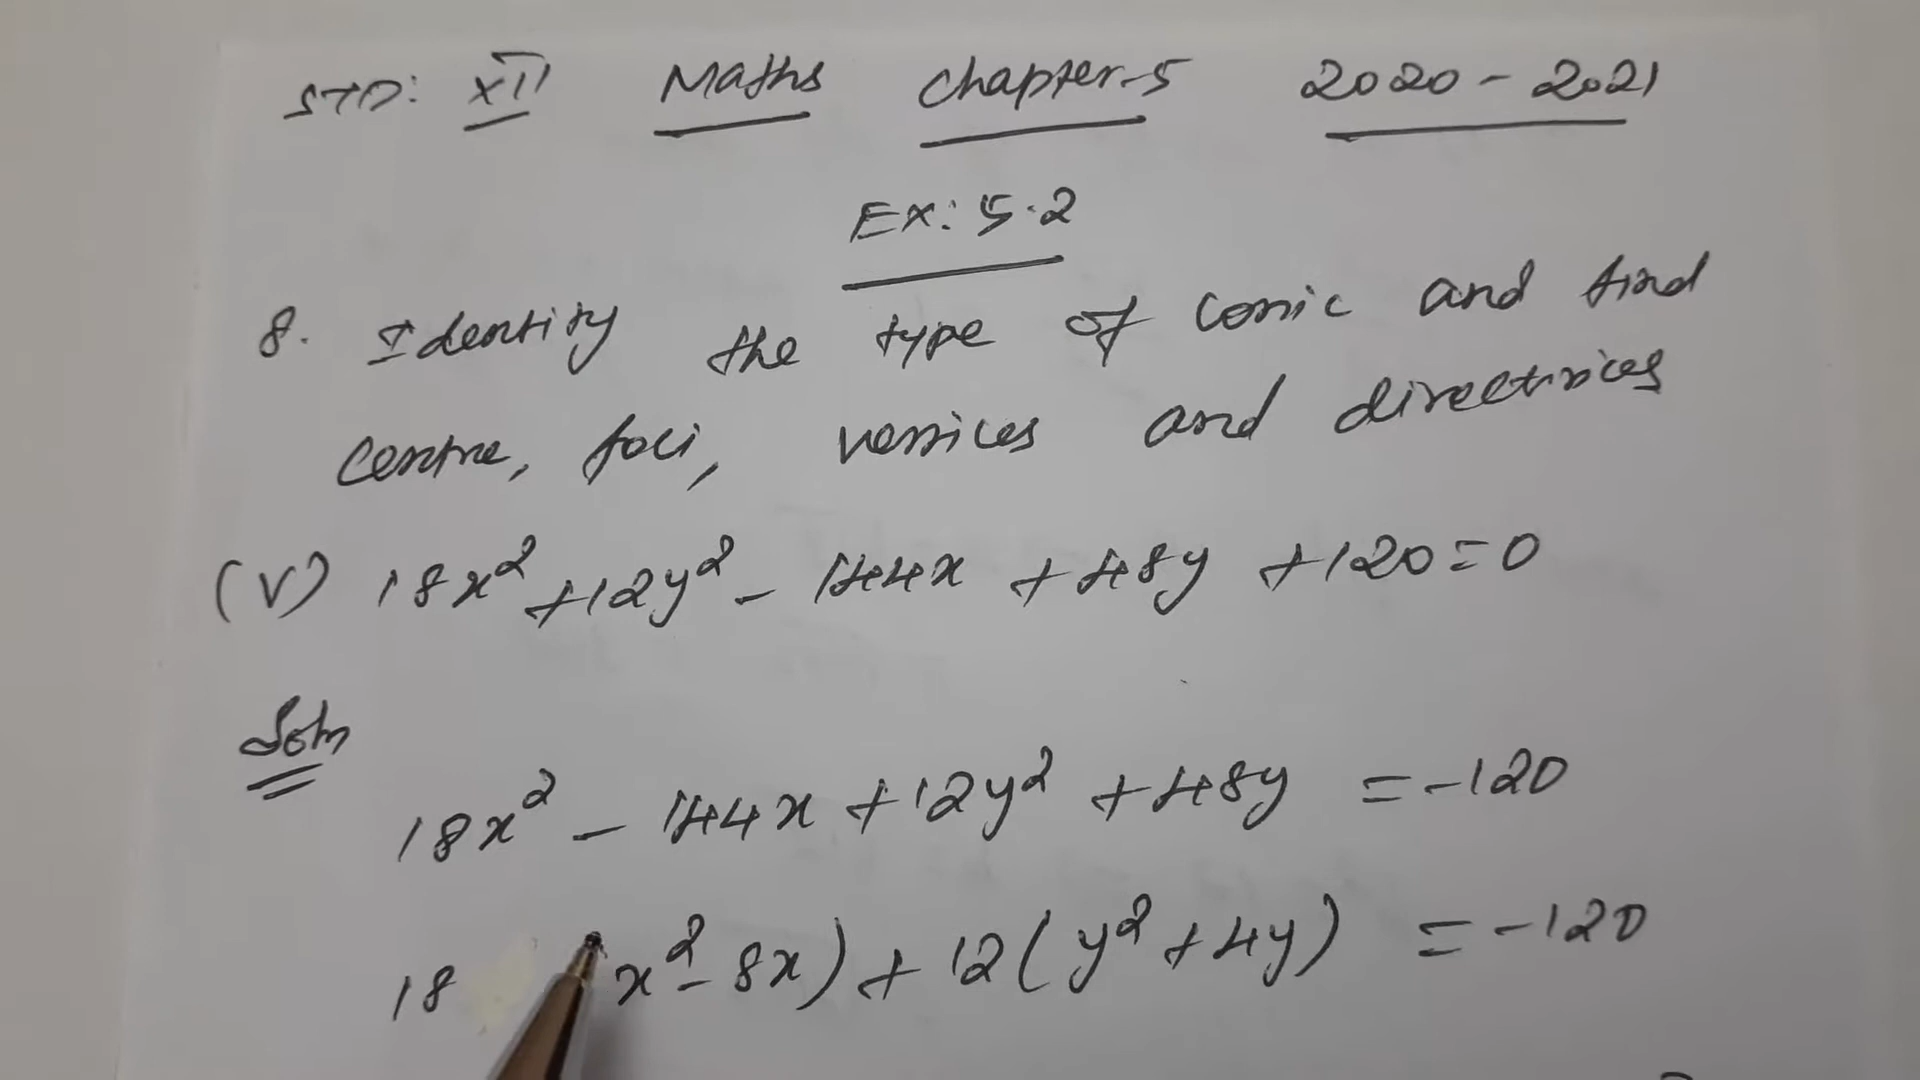 STD: XII Maths Chapter-5 2020-2021
EX: 5.2
8. Identify the type of conic and find
centre, foci, vertices and directrices
(V) 18x² + 12y² - 144x + 48y + 120 = 0
Soln
18x² - 144x + 12y² + 48y = -120
18 x² - 8x) + 12(y² + 4y) = -120